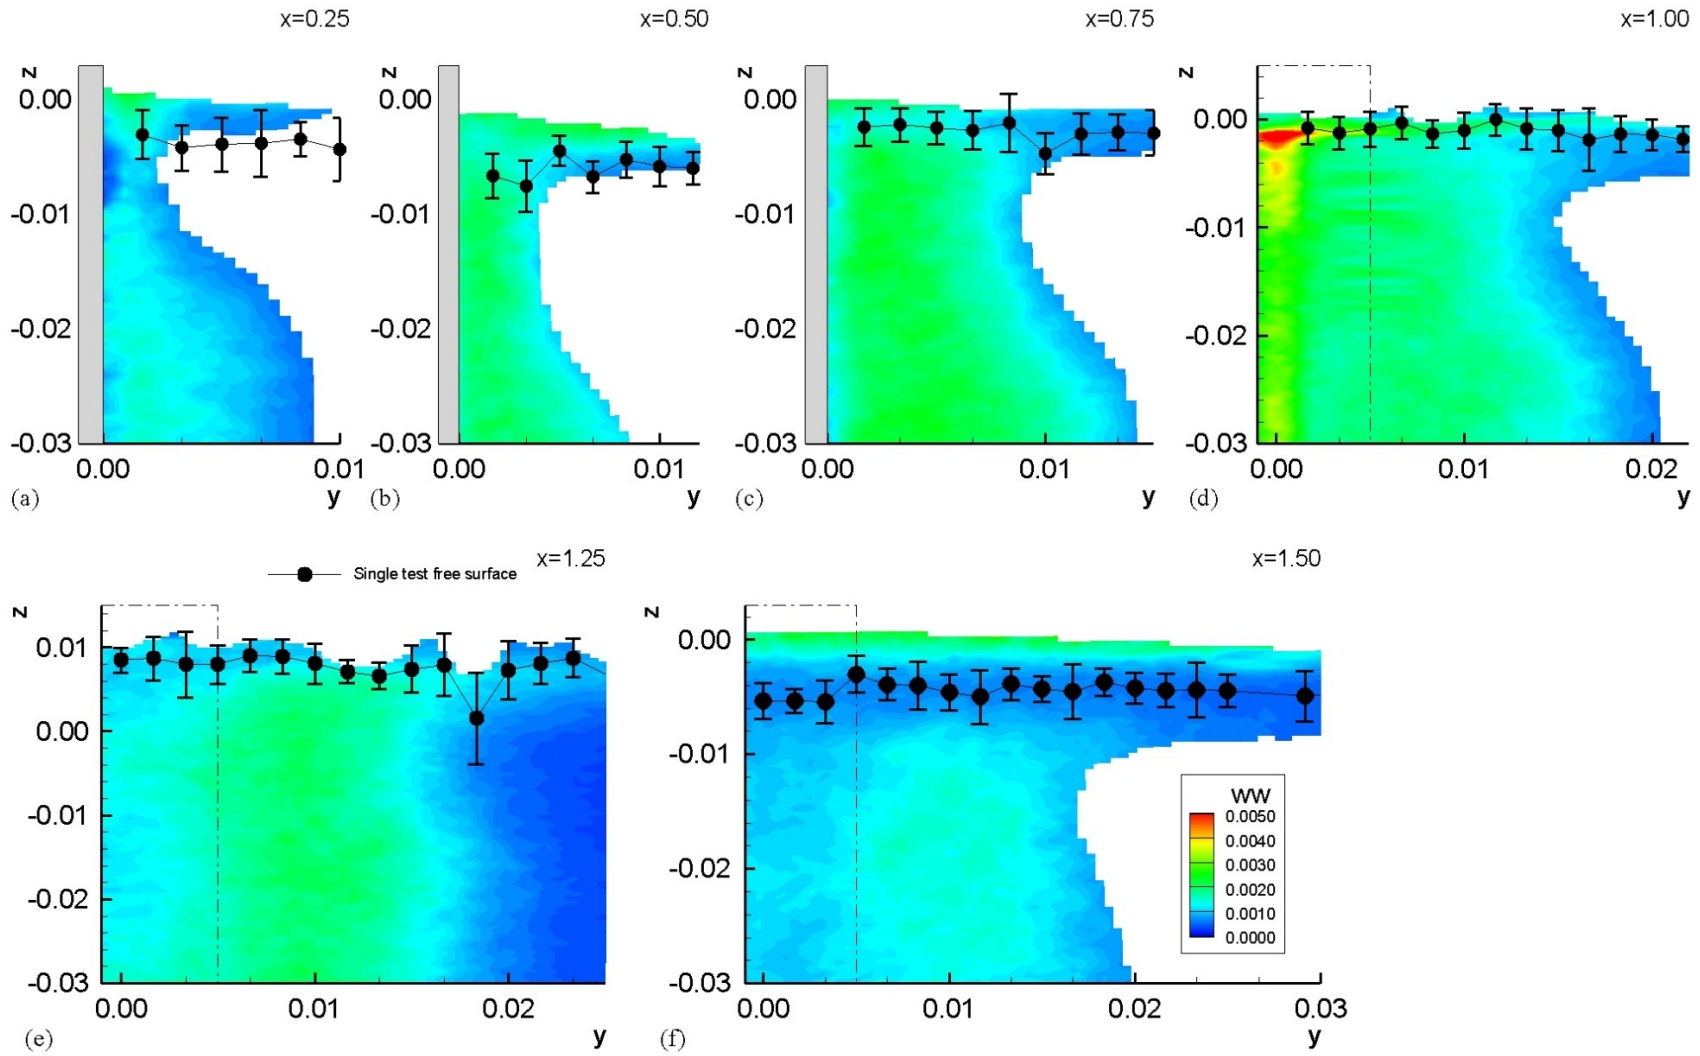 x=0.25
x=0.50
x=0.75
x=1.00
z
0.00
-0.01
-0.02
-0.03
0.00
0.01
y
(a)
z
0.00
-0.01
-0.02
-0.03
0.00
0.01
y
(b)
z
0.00
-0.01
-0.02
-0.03
0.00
0.01
y
(c)
z
0.00
-0.01
-0.02
-0.03
0.00
0.01
0.02
y
(d)
Single test free surface
x=1.25
z
0.01
0.00
-0.01
-0.02
-0.03
0.00
0.01
0.02
y
(e)
x=1.50
z
0.00
-0.01
-0.02
-0.03
0.00
0.01
0.02
0.03
y
(f)
WW
0.0050
0.0040
0.0030
0.0020
0.0010
0.0000